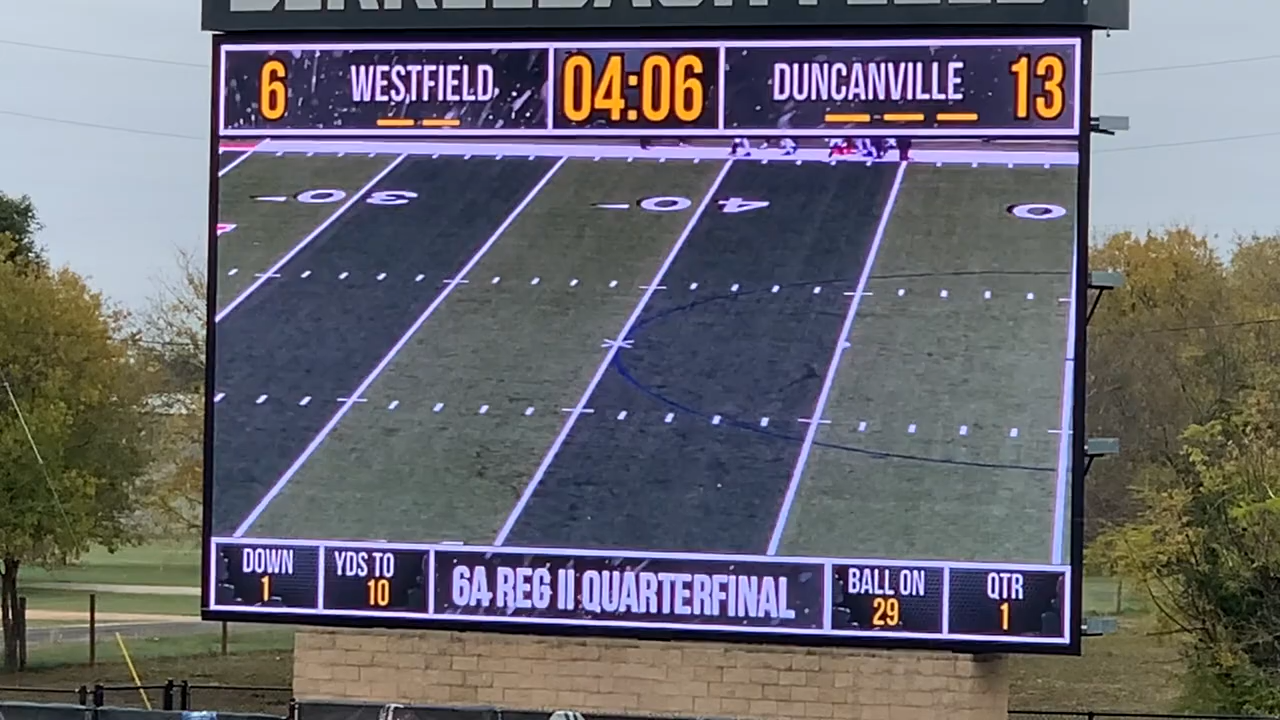 6 WESTFIELD 04:06 DUNCANVILLE 13
30 40 0
DOWN 1 YDS TO 10 6A REG II QUARTERFINAL BALL ON 29 QTR 1